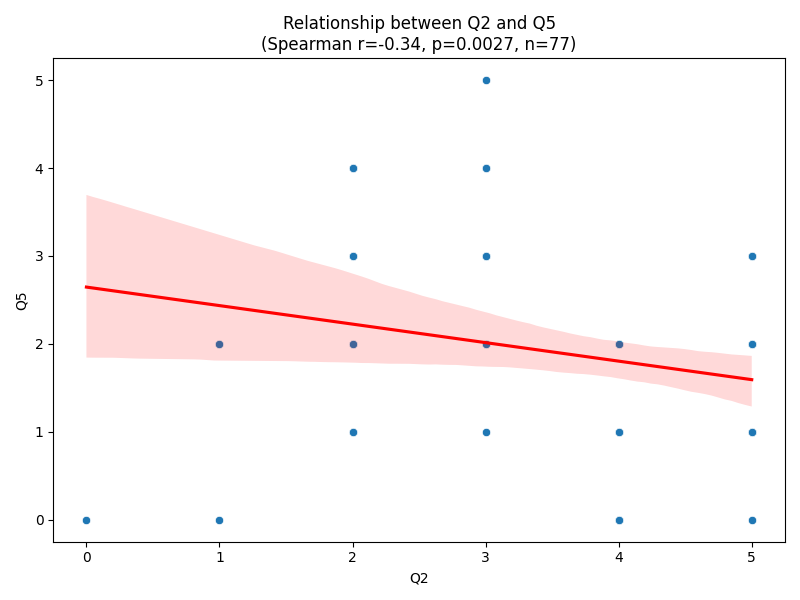 Relationship between Q2 and Q5
(Spearman r=-0.34, p=0.0027, n=77)
5
4
3
2
1
0
Q5
0 1 2 3 4 5
Q2